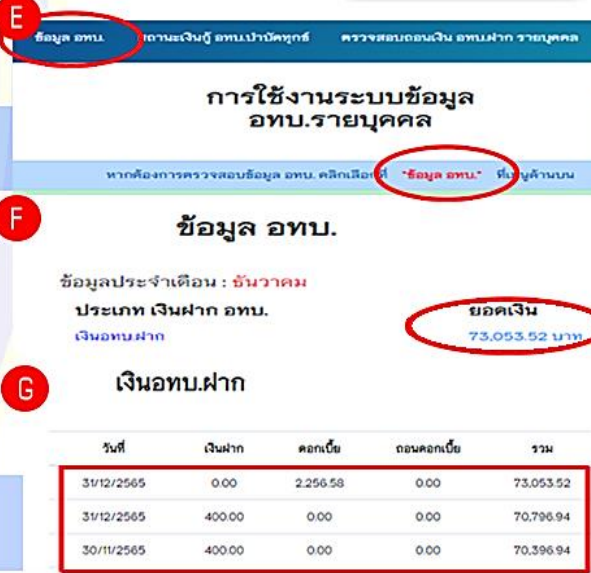 E
ข้อมูล อทบ. สถานะเงินกู้ อทบ.บำบัดทุกข์ ตรวจสอบถอนเงิน อทบ.ฝาก รายบุคคล
การใช้งานระบบข้อมูล
อทบ.รายบุคคล
หากต้องการตรวจสอบข้อมูล อทบ. คลิกเลือกที่ "ข้อมูล อทบ." ที่เมนูด้านบน
F
ข้อมูล อทบ.
ข้อมูลประจำเดือน : ธันวาคม
ประเภท เงินฝาก อทบ. ยอดเงิน
เงินอทบ.ฝาก 73,053.52 บาท
G
เงินอทบ.ฝาก
วันที่ เงินฝาก ดอกเบี้ย ถอนดอกเบี้ย รวม
31/12/2565 0.00 2,256.58 0.00 73,053.52
31/12/2565 400.00 0.00 0.00 70,796.94
30/11/2565 400.00 0.00 0.00 70,396.94